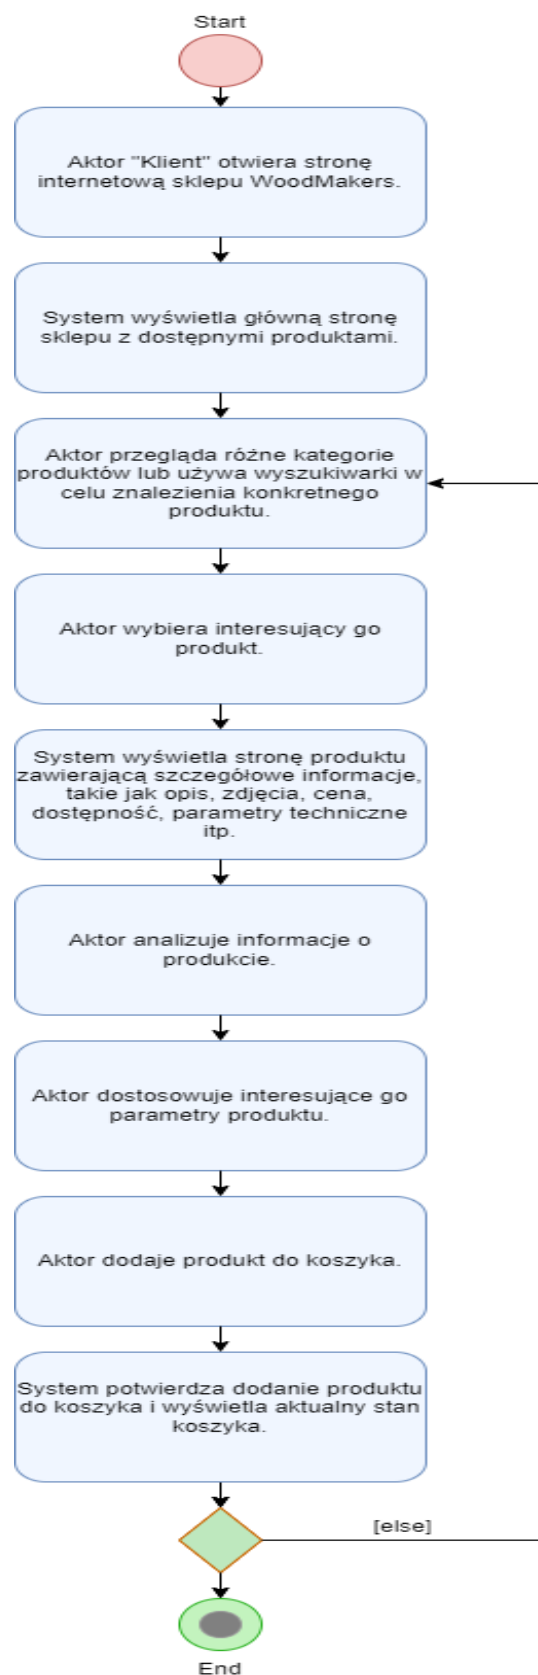 Start
Aktor "Klient" otwiera stronę
internetową sklepu WoodMakers.
System wyświetla główną stronę
sklepu z dostępnymi produktami.
Aktor przegląda różne kategorie
produktów lub używa wyszukiwarki w
celu znalezienia konkretnego
produktu.
Aktor wybiera interesujący go
produkt.
System wyświetla stronę produktu
zawierającą szczegółowe informacje,
takie jak opis, zdjęcia, cena,
dostępność, parametry techniczne
itp.
Aktor analizuje informacje o
produkcie.
Aktor dostosowuje interesujące go
parametry produktu.
Aktor dodaje produkt do koszyka.
System potwierdza dodanie produktu
do koszyka i wyświetla aktualny stan
koszyka.
[else]
End